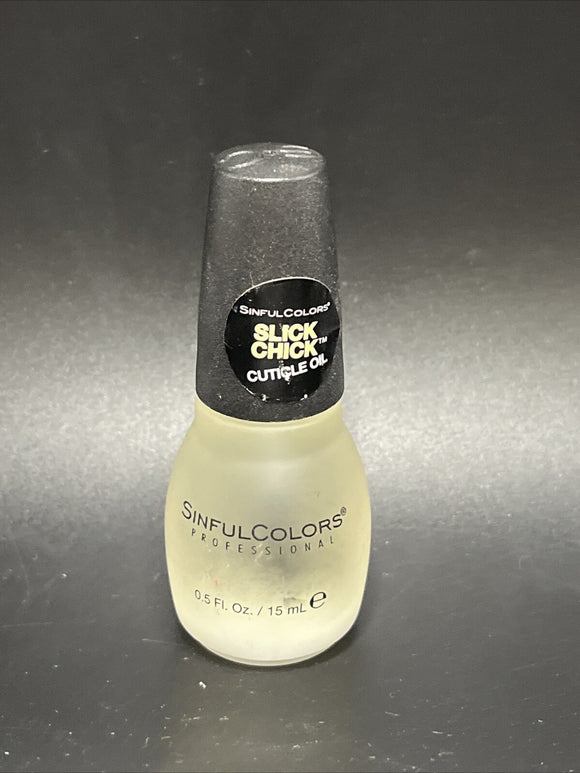 SINFULCOLORS®
SLICK
CHICK™
CUTICLE OIL
SINFULCOLORS®
PROFESSIONAL
0.5 Fl. Oz. / 15 mL ℮